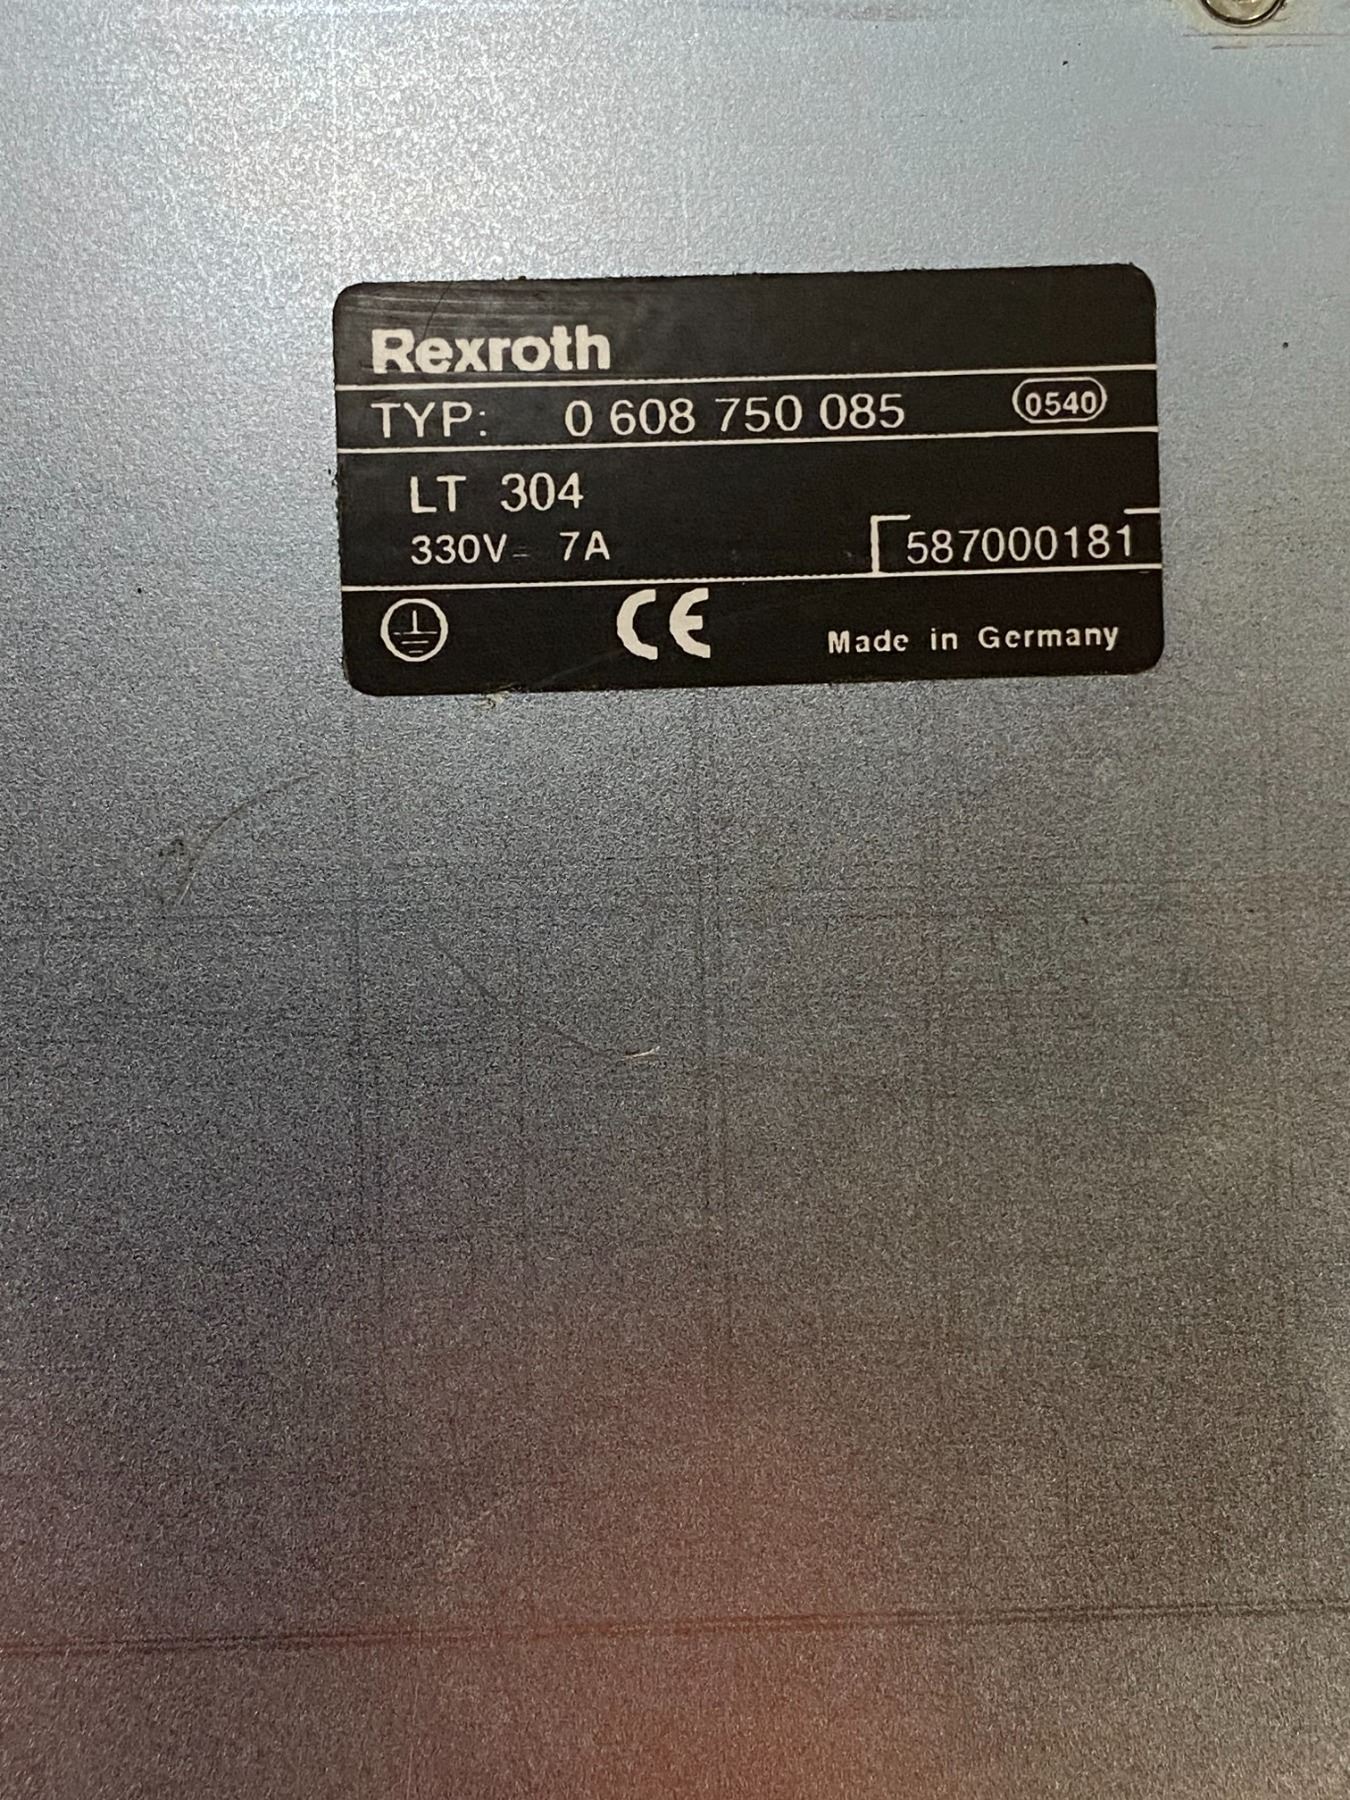 Rexroth
TYP: 0 608 750 085 0540
LT 304
330V= 7A 587000181
CE Made in Germany